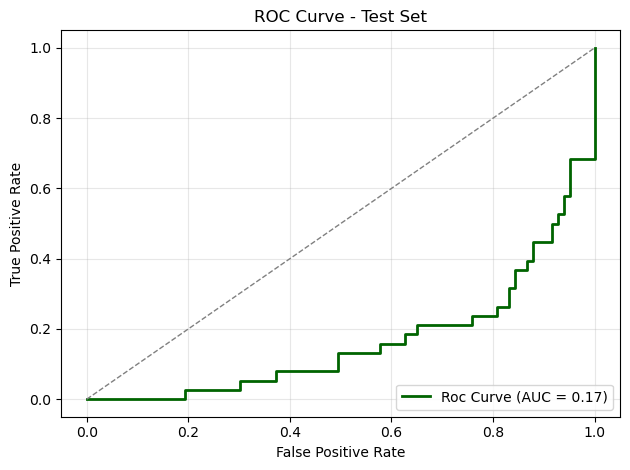 ROC Curve - Test Set
True Positive Rate
1.0
0.8
0.6
0.4
0.2
0.0
Roc Curve (AUC = 0.17)
0.0 0.2 0.4 0.6 0.8 1.0
False Positive Rate